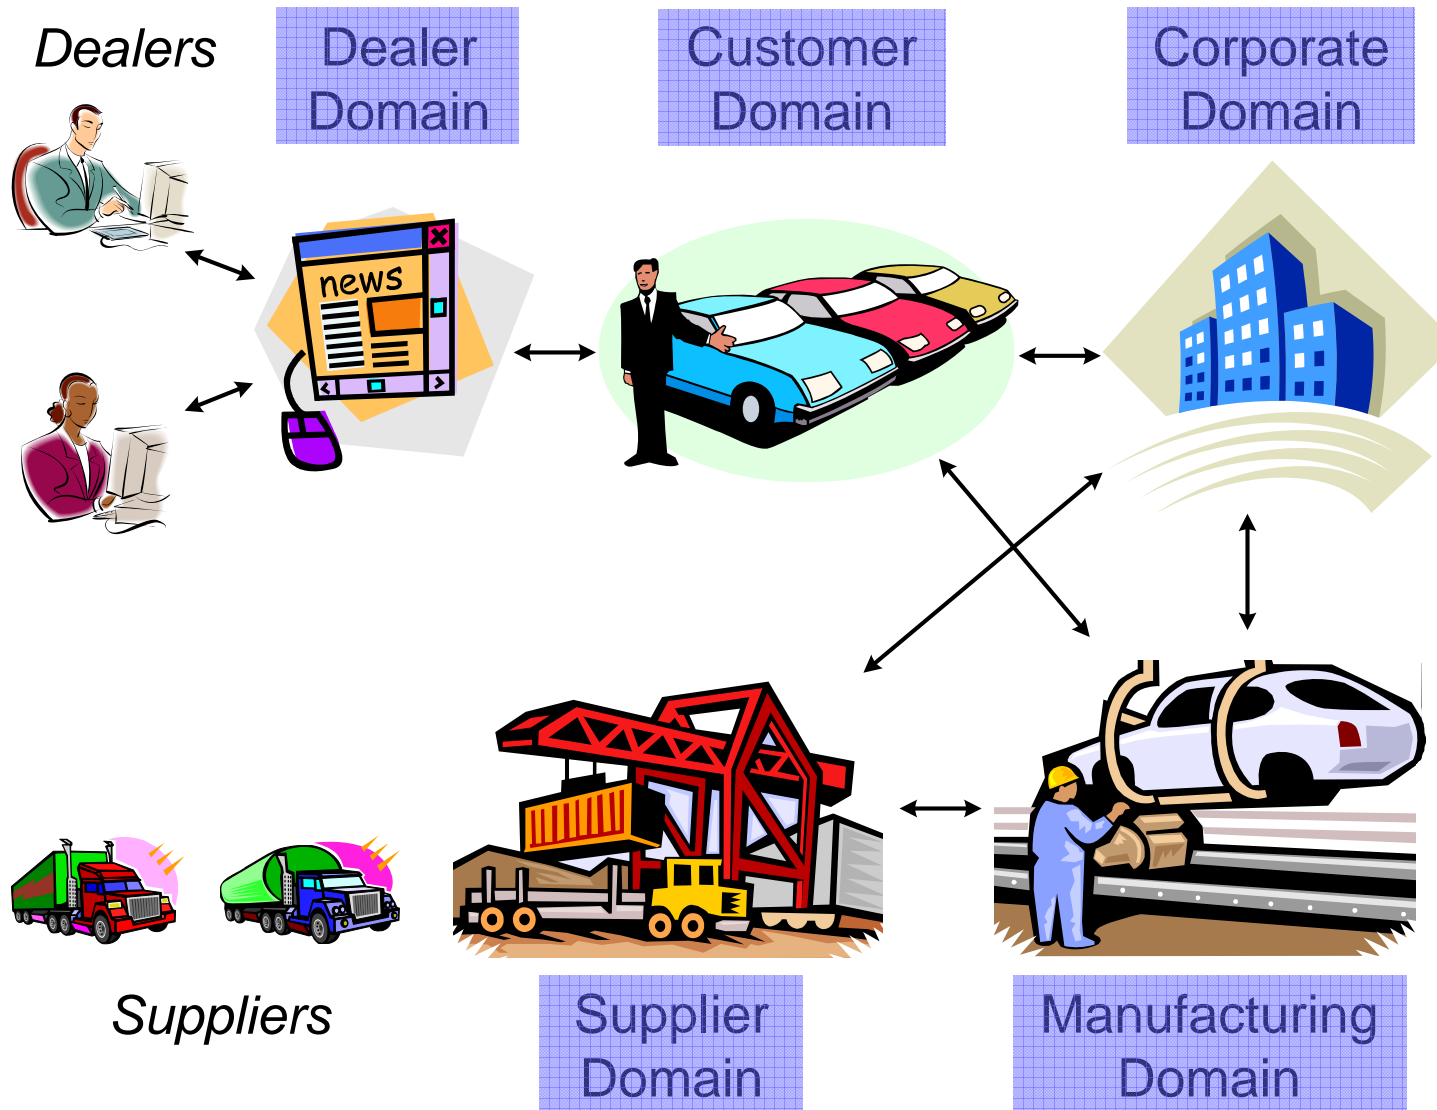 Dealers
Dealer
Domain
Customer
Domain
Corporate
Domain
news
Suppliers
Supplier
Domain
Manufacturing
Domain